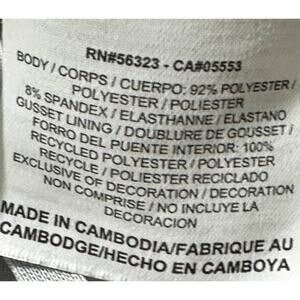 RN#56323 - CA#05553
BODY / CORPS / CUERPO: 92% POLYESTER /
POLYESTER / POLIESTER
8% SPANDEX / ELASTHANNE / ELASTANO
GUSSET LINING / DOUBLURE DE GOUSSET /
FORRO DEL PUENTE INTERIOR: 100%
RECYCLED POLYESTER / POLYESTER
RECYCLE / POLIESTER RECICLADO
EXCLUSIVE OF DECORATION / DECORATION
NON COMPRISE / NO INCLUYE LA
DECORACION
MADE IN CAMBODIA/FABRIQUE AU
CAMBODGE/HECHO EN CAMBOYA